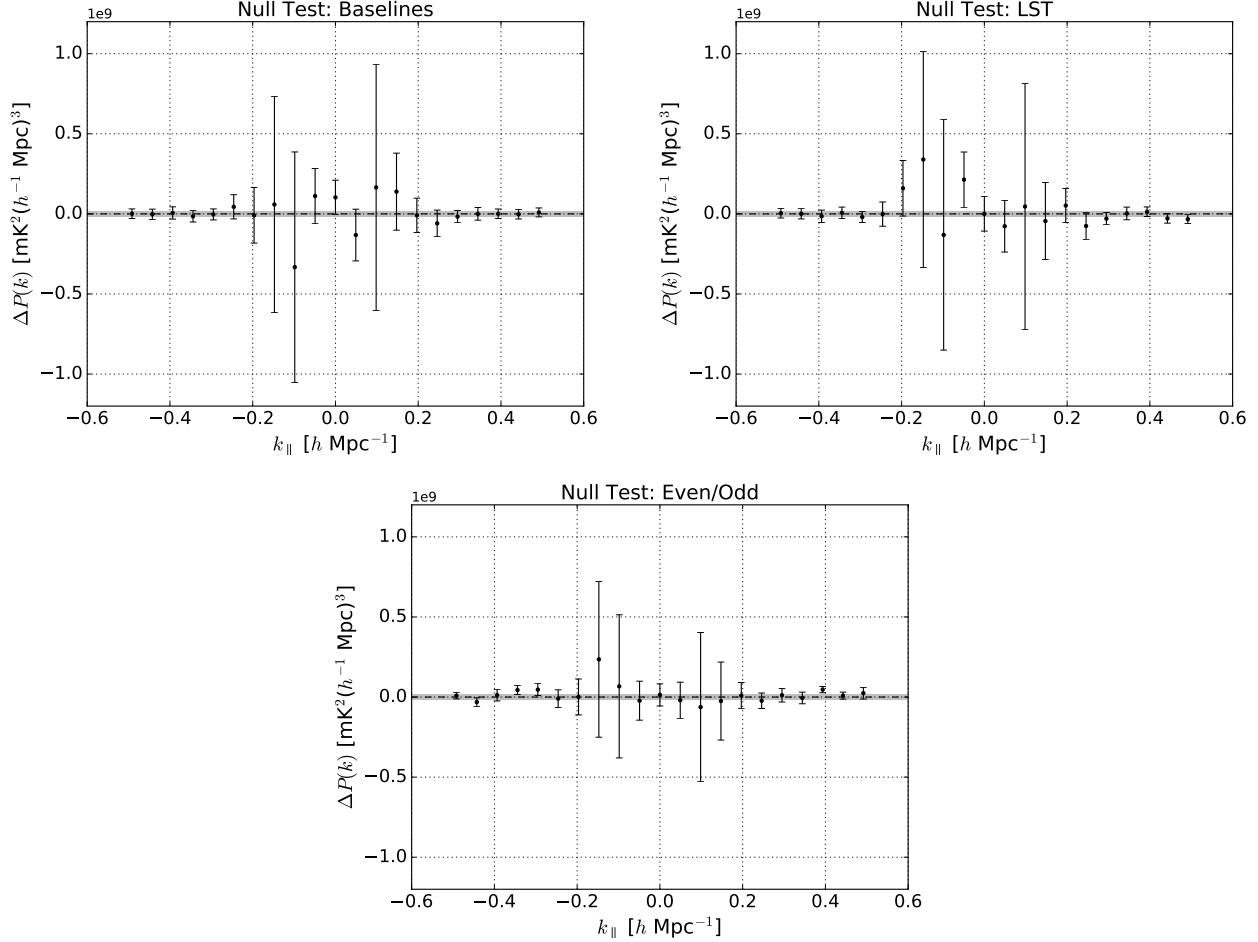 Null Test: Baselines
1e9
1.0
0.5
0.0
−0.5
−1.0
ΔP(k) [mK²(h⁻¹ Mpc)³]
−0.6 −0.4 −0.2 0.0 0.2 0.4 0.6
k∥ [h Mpc⁻¹]
Null Test: LST
1e9
1.0
0.5
0.0
−0.5
−1.0
ΔP(k) [mK²(h⁻¹ Mpc)³]
−0.6 −0.4 −0.2 0.0 0.2 0.4 0.6
k∥ [h Mpc⁻¹]
Null Test: Even/Odd
1e9
1.0
0.5
0.0
−0.5
−1.0
ΔP(k) [mK²(h⁻¹ Mpc)³]
−0.6 −0.4 −0.2 0.0 0.2 0.4 0.6
k∥ [h Mpc⁻¹]